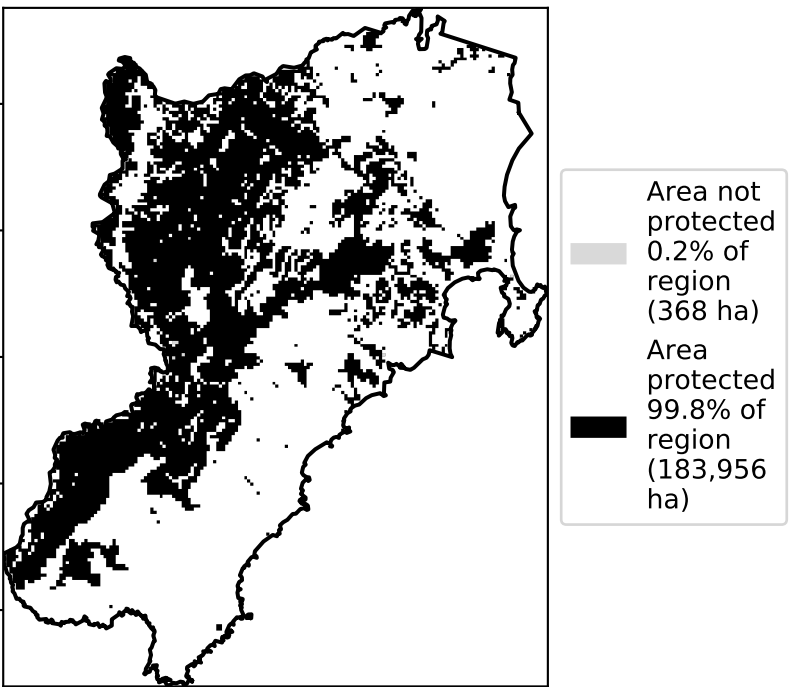 Area not
protected
0.2% of
region
(368 ha)
Area
protected
99.8% of
region
(183,956
ha)